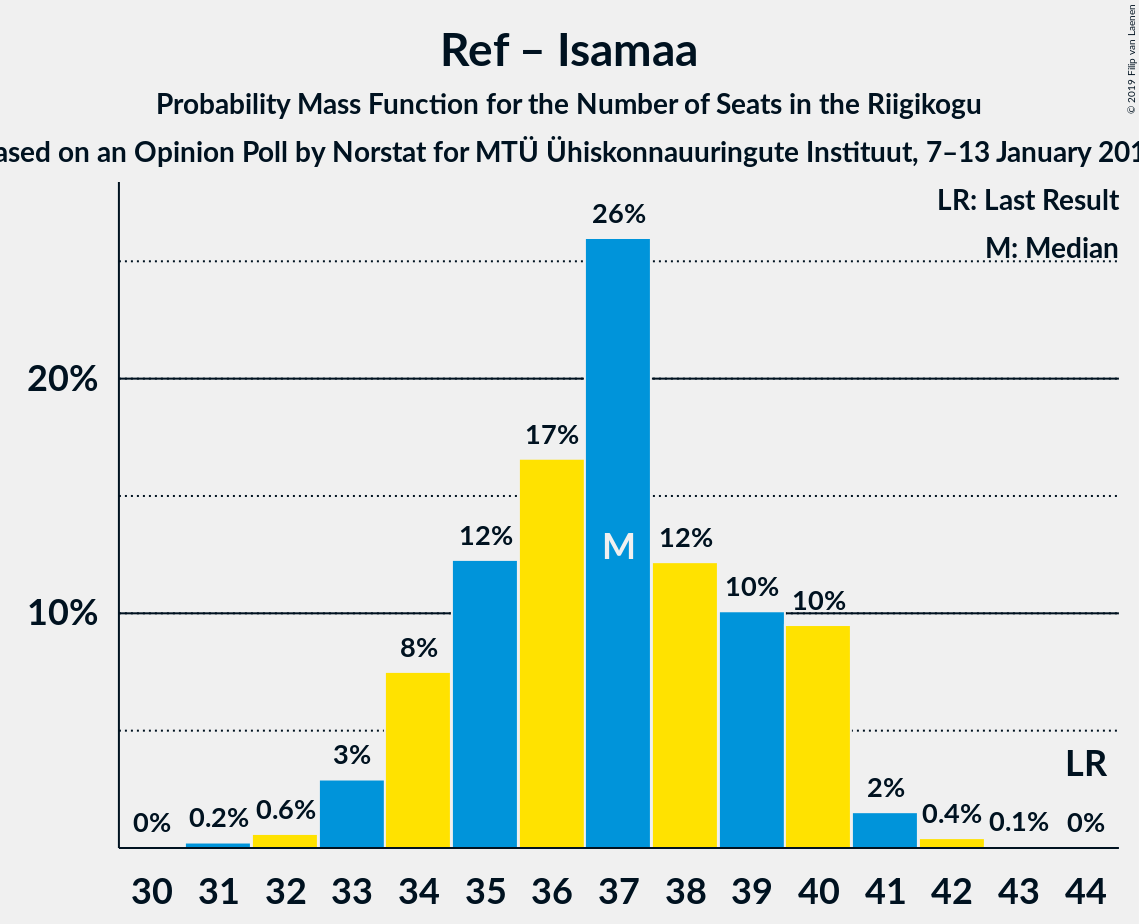 Ref – Isamaa
Probability Mass Function for the Number of Seats in the Riigikogu
ased on an Opinion Poll by Norstat for MTÜ Ühiskonnauuringute Instituut, 7–13 January 201
© 2019 Filip van Laenen
LR: Last Result
M: Median
26%
20%
17%
12%
M
12%
10%
10%
10%
8%
3%
LR
2%
0%
0.2%
0.6%
0.4%
0.1%
0%
30 31 32 33 34 35 36 37 38 39 40 41 42 43 44